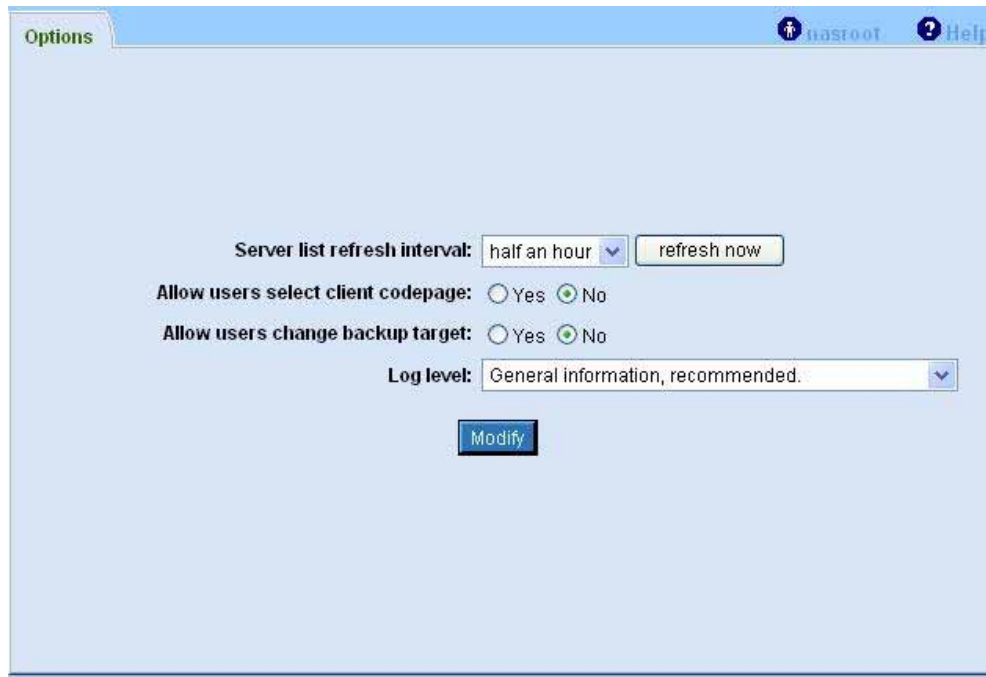 Options nasroot Help
Server list refresh interval: half an hour refresh now
Allow users select client codepage: Yes No
Allow users change backup target: Yes No
Log level: General information, recommended.
Modify